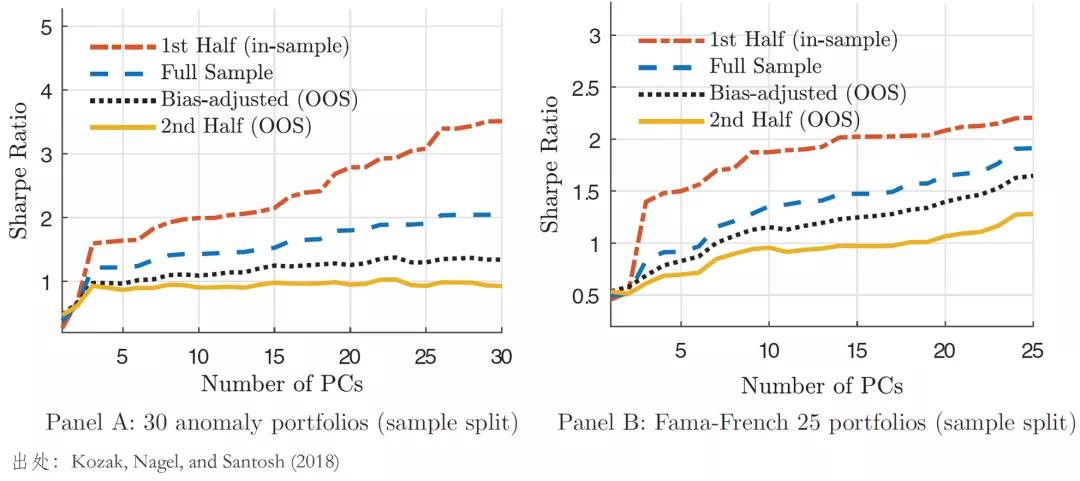 5
4
3
2
1
Sharpe Ratio
1st Half (in-sample)
Full Sample
Bias-adjusted (OOS)
2nd Half (OOS)
5 10 15 20 25 30
Number of PCs
Panel A: 30 anomaly portfolios (sample split)
3
2.5
2
1.5
1
0.5
Sharpe Ratio
1st Half (in-sample)
Full Sample
Bias-adjusted (OOS)
2nd Half (OOS)
5 10 15 20 25
Number of PCs
Panel B: Fama-French 25 portfolios (sample split)
出处：Kozak, Nagel, and Santosh (2018)